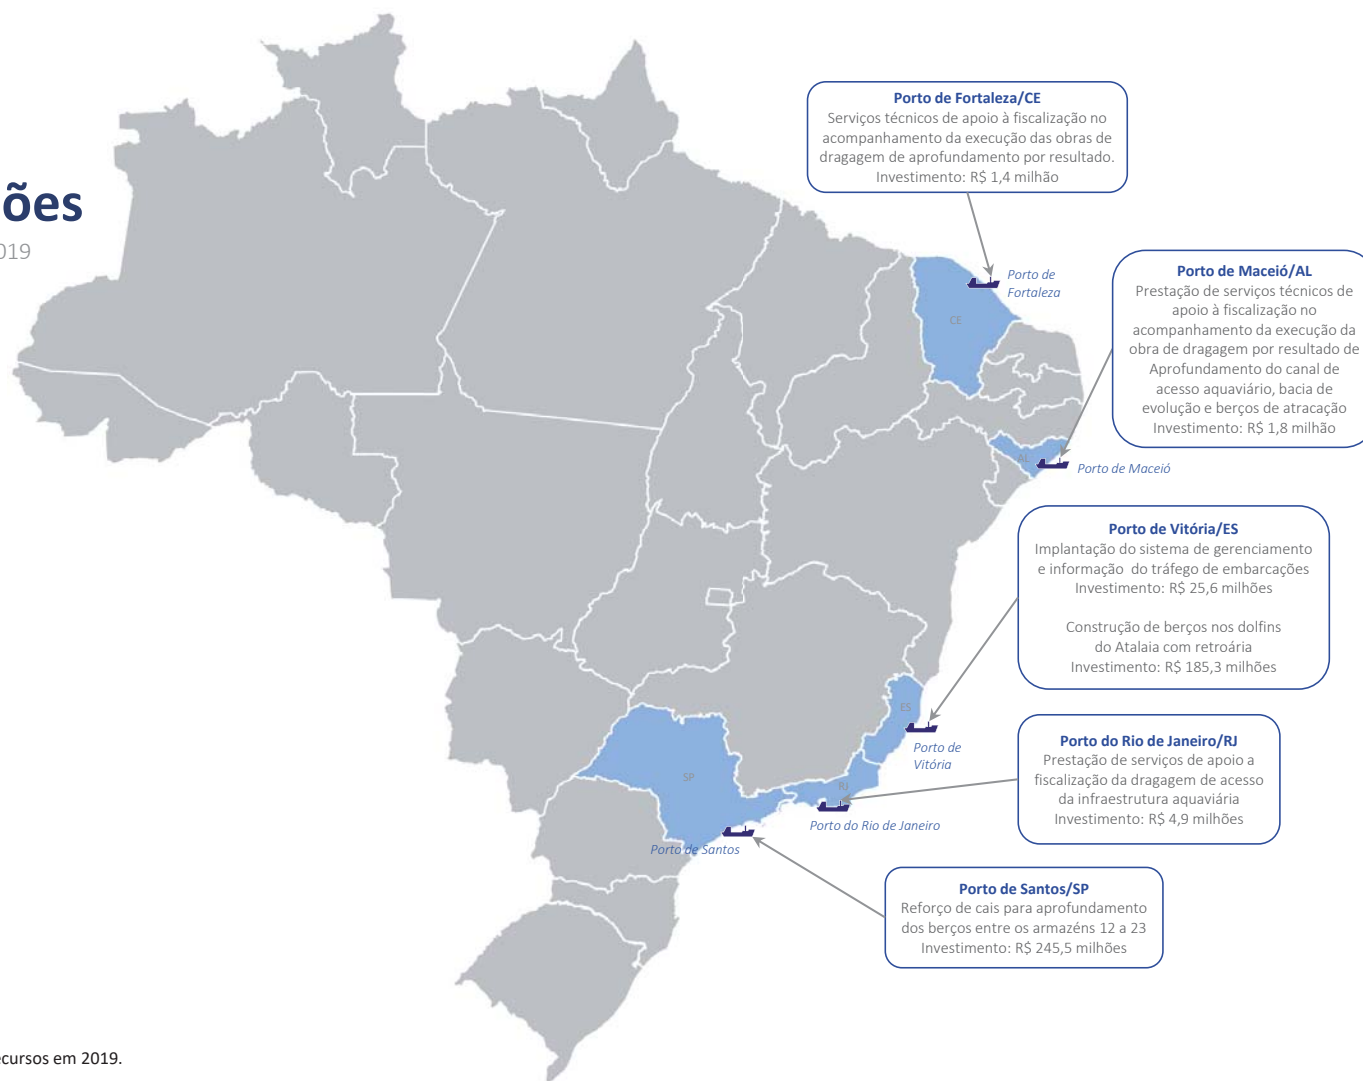 ões
019
Porto de Fortaleza/CE
Serviços técnicos de apoio à fiscalização no
acompanhamento da execução das obras de
dragagem de aprofundamento por resultado.
Investimento: R$ 1,4 milhão
Porto de
Fortaleza
CE
Porto de Maceió/AL
Prestação de serviços técnicos de
apoio à fiscalização no
acompanhamento da execução da
obra de dragagem por resultado de
Aprofundamento do canal de
acesso aquaviário, bacia de
evolução e berços de atracação
Investimento: R$ 1,8 milhão
AL
Porto de Maceió
Porto de Vitória/ES
Implantação do sistema de gerenciamento
e informação do tráfego de embarcações
Investimento: R$ 25,6 milhões
Construção de berços nos dolfins
do Atalaia com retroária
Investimento: R$ 185,3 milhões
ES
Porto de
Vitória
Porto do Rio de Janeiro/RJ
Prestação de serviços de apoio a
fiscalização da dragagem de acesso
da infraestrutura aquaviária
Investimento: R$ 4,9 milhões
SP
RJ
Porto do Rio de Janeiro
Porto de Santos
Porto de Santos/SP
Reforço de cais para aprofundamento
dos berços entre os armazéns 12 a 23
Investimento: R$ 245,5 milhões
ecursos em 2019.